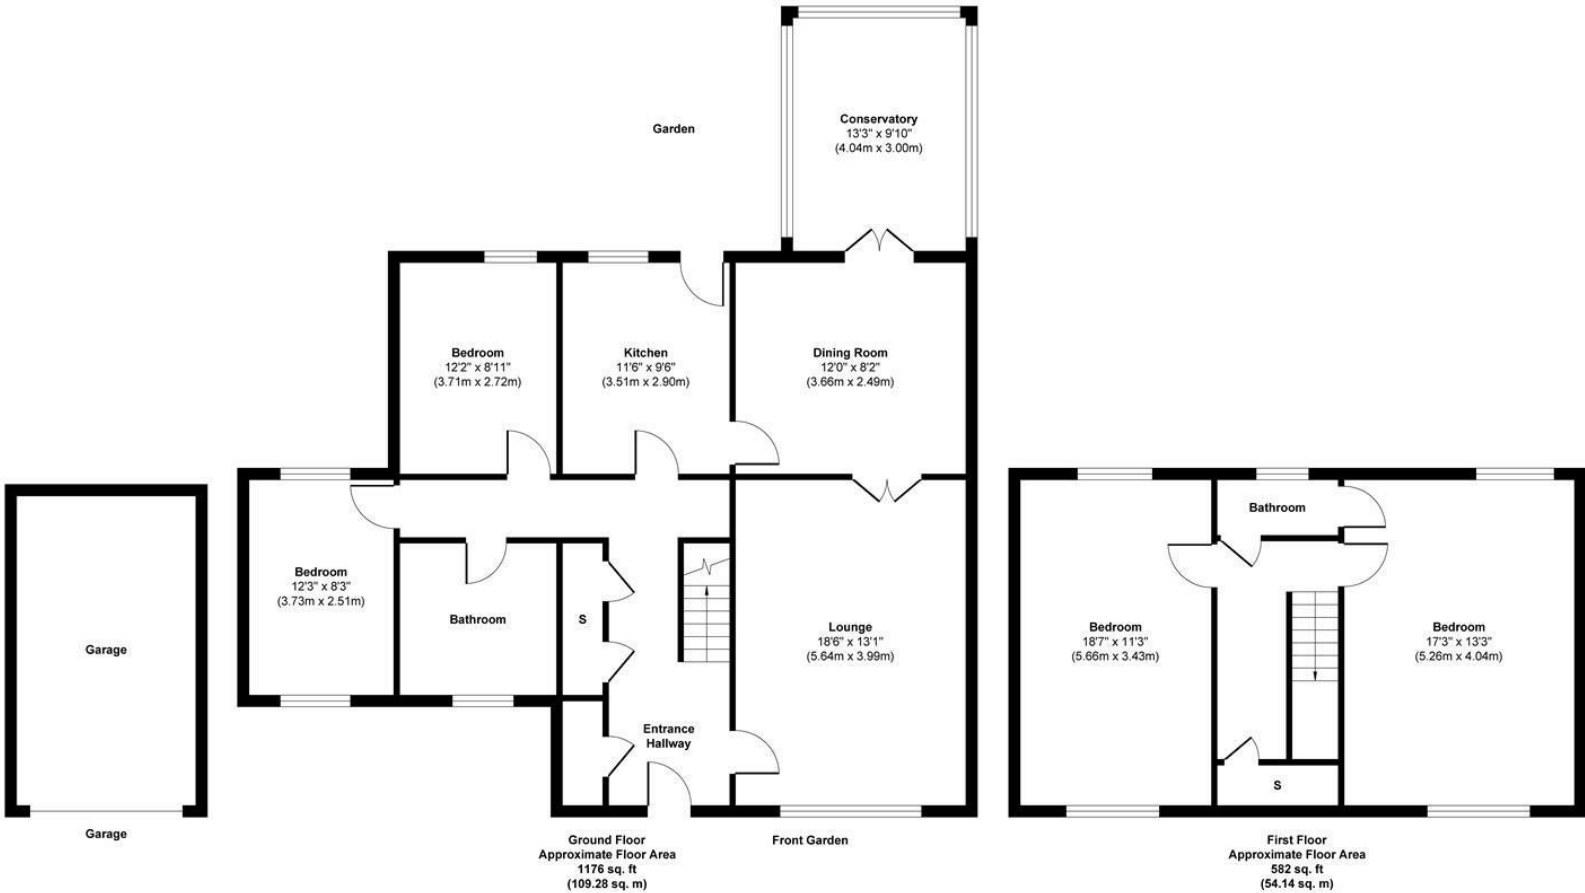 Conservatory
13'3" x 9'10"
(4.04m x 3.00m)
Garden
Bedroom
12'2" x 8'11"
(3.71m x 2.72m)
Kitchen
11'6" x 9'6"
(3.51m x 2.90m)
Dining Room
12'0" x 8'2"
(3.66m x 2.49m)
Bedroom
12'3" x 8'3"
(3.73m x 2.51m)
Bathroom
S
Lounge
18'6" x 13'1"
(5.64m x 3.99m)
Entrance
Hallway
Garage
Garage
Ground Floor
Approximate Floor Area
1176 sq. ft
(109.28 sq. m)
Front Garden
Bathroom
Bedroom
18'7" x 11'3"
(5.66m x 3.43m)
Bedroom
17'3" x 13'3"
(5.26m x 4.04m)
S
First Floor
Approximate Floor Area
582 sq. ft
(54.14 sq. m)